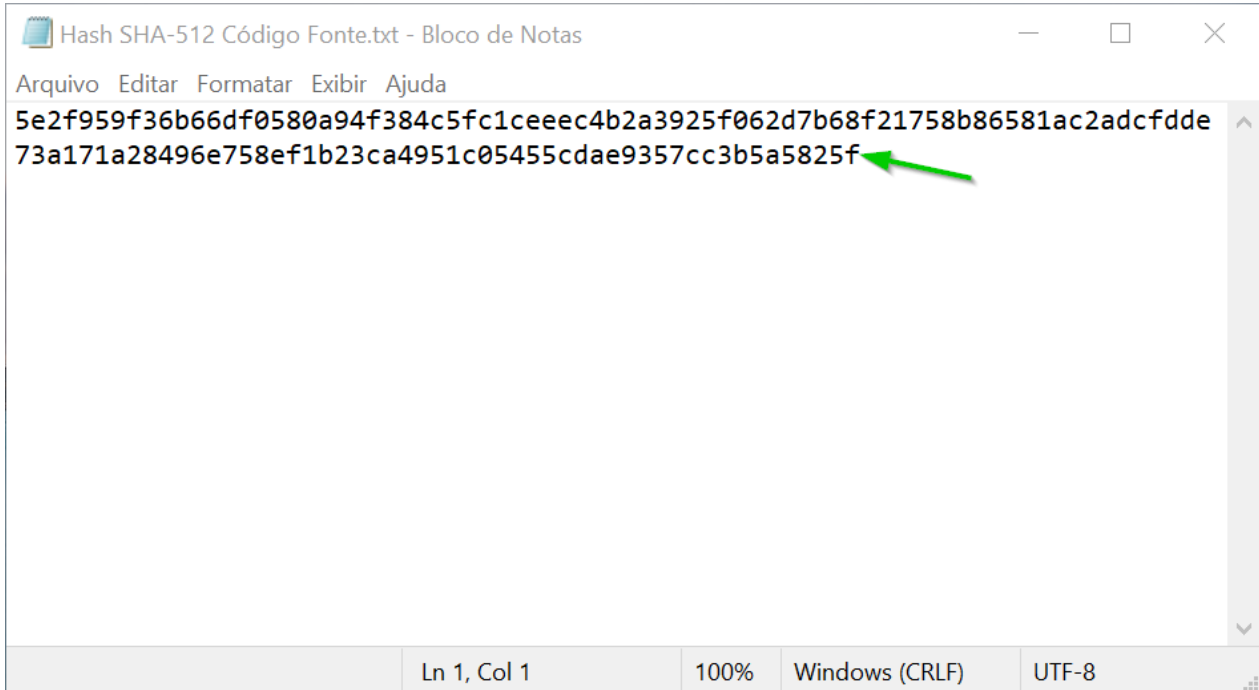 Hash SHA-512 Código Fonte.txt - Bloco de Notas
Arquivo Editar Formatar Exibir Ajuda
5e2f959f36b66df0580a94f384c5fc1ceeec4b2a3925f062d7b68f21758b86581ac2adcfdde
73a171a28496e758ef1b23ca4951c05455cdae9357cc3b5a5825f
Ln 1, Col 1 100% Windows (CRLF) UTF-8